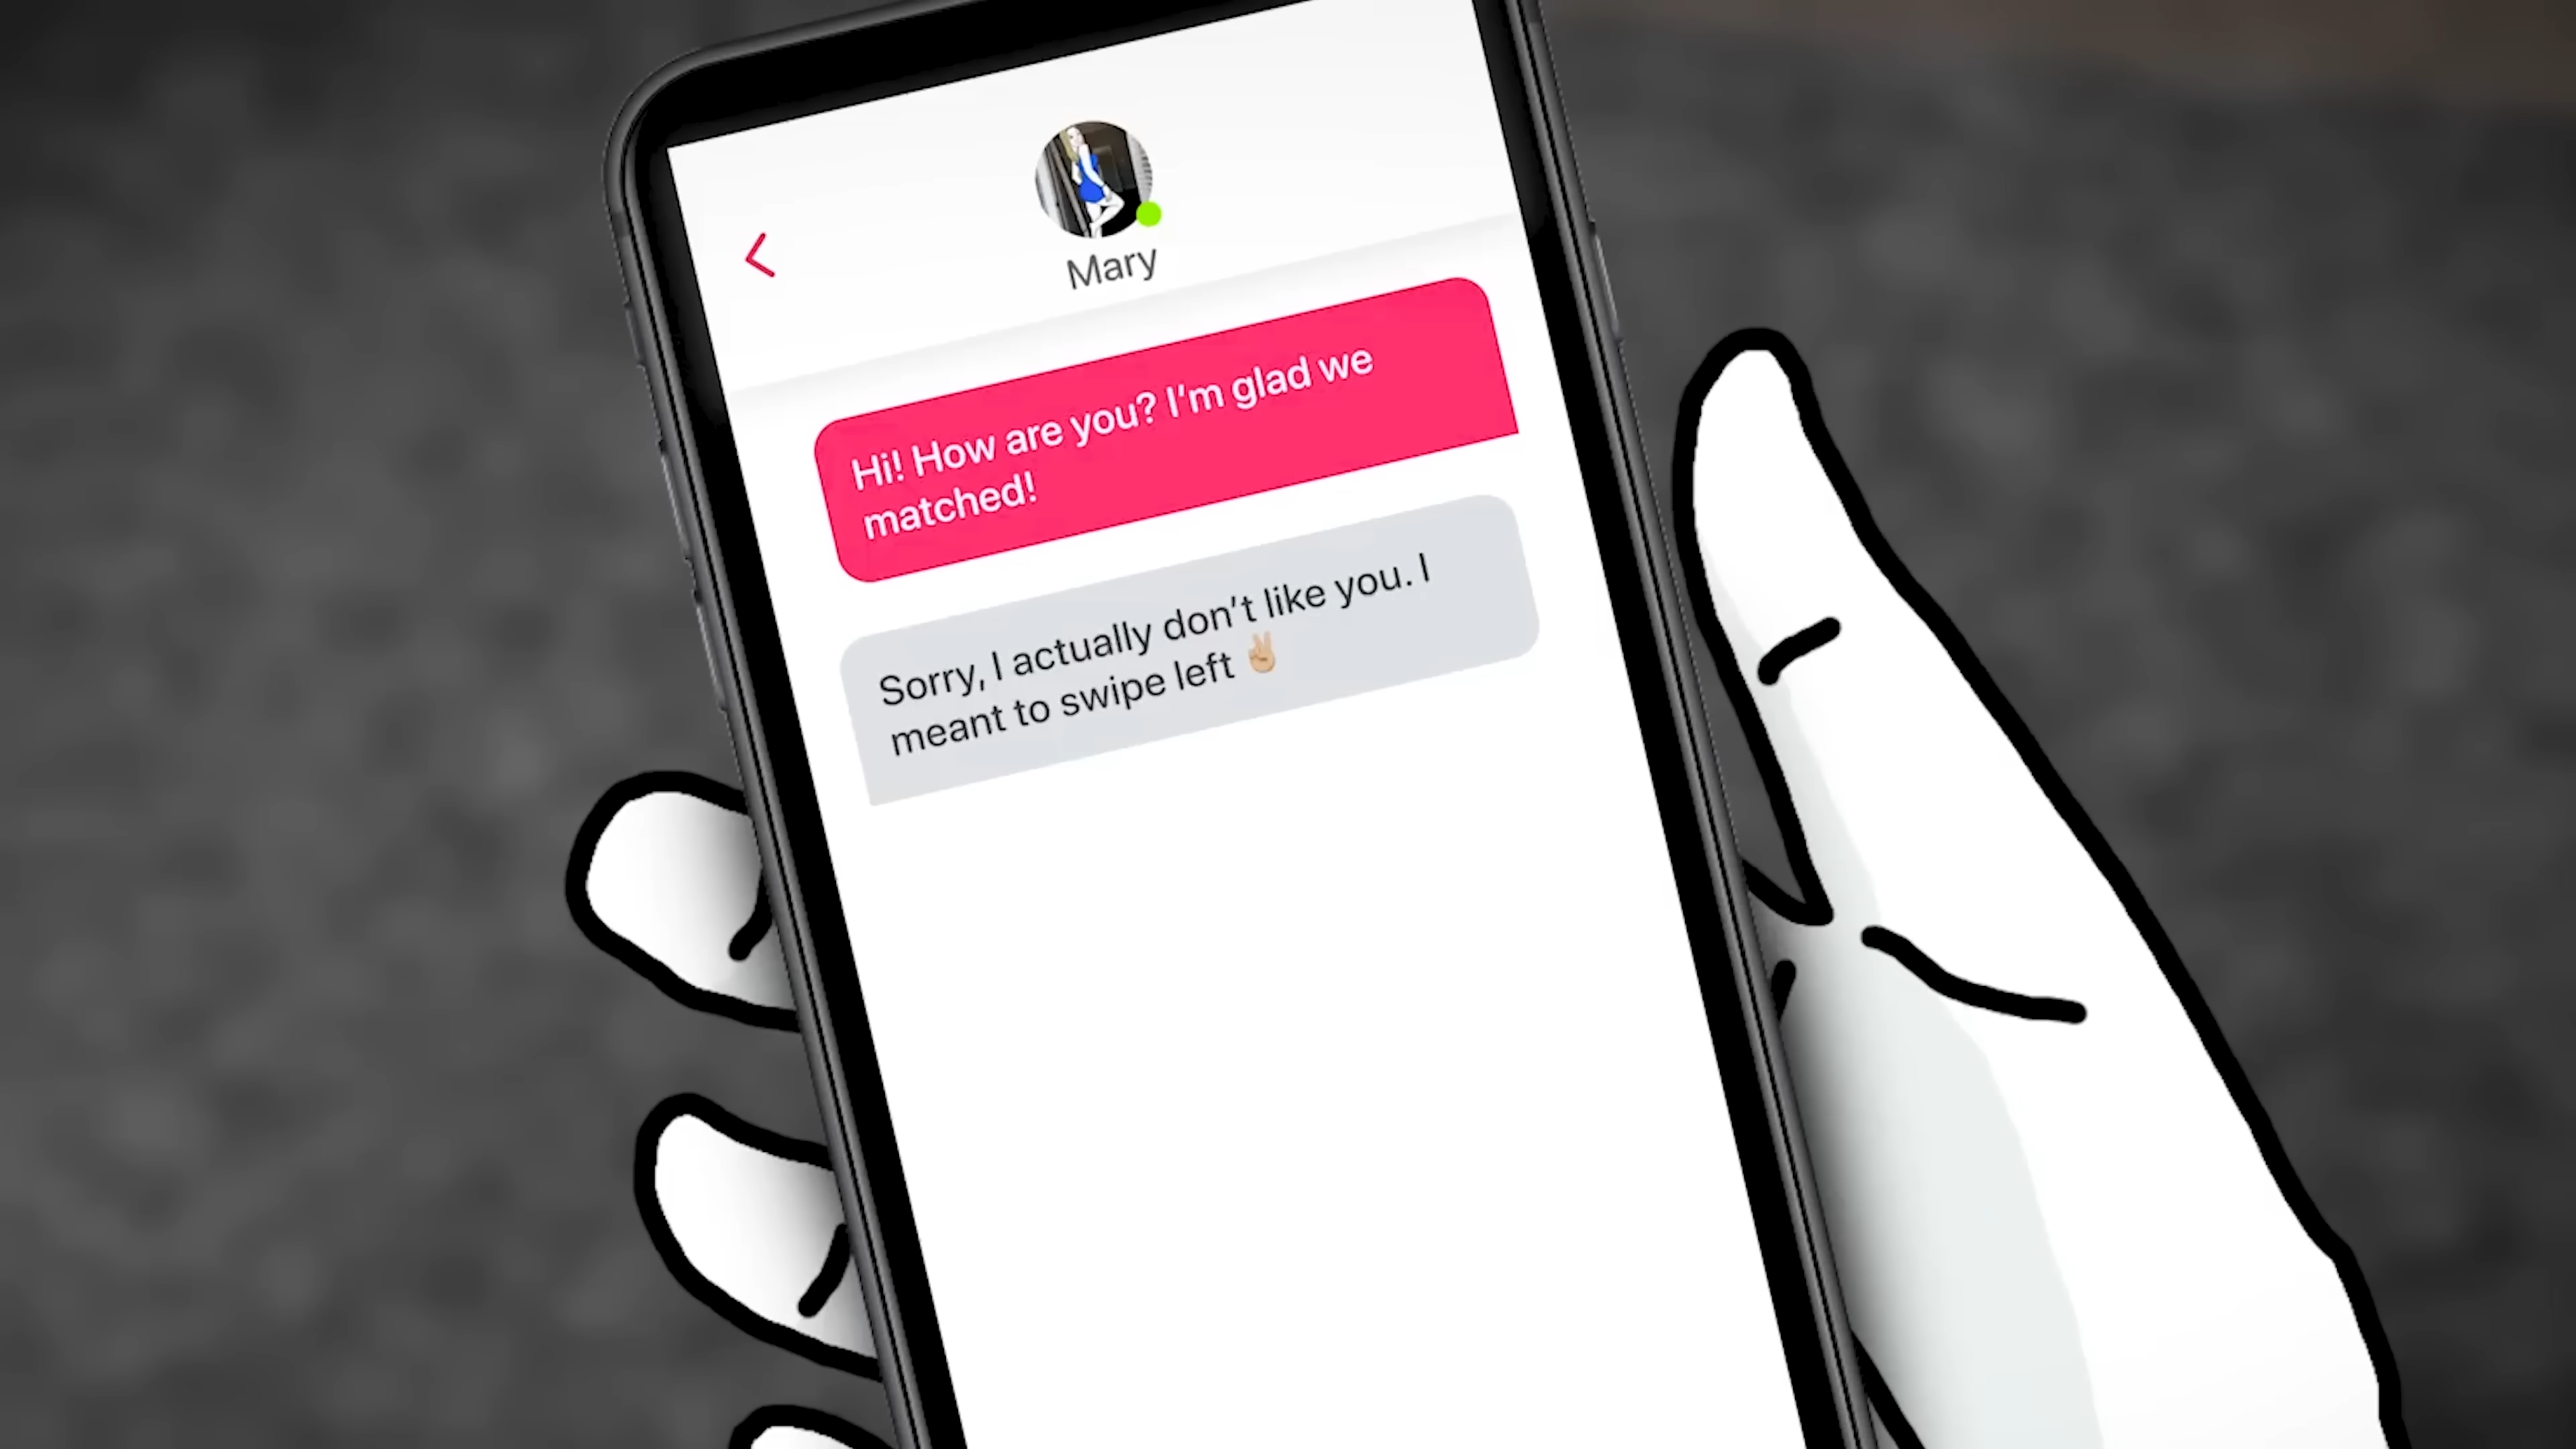 Mary
Hi! How are you? I'm glad we
matched!
Sorry, I actually don't like you. I
meant to swipe left ✌🏼